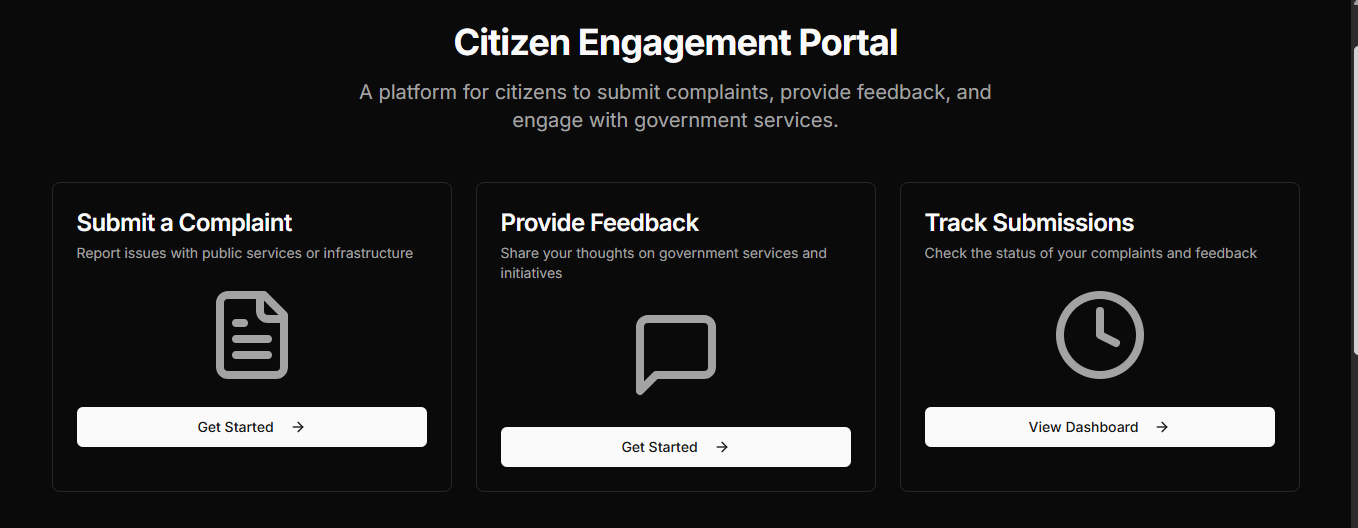 Citizen Engagement Portal
A platform for citizens to submit complaints, provide feedback, and
engage with government services.
Submit a Complaint
Report issues with public services or infrastructure
Get Started
Provide Feedback
Share your thoughts on government services and
initiatives
Get Started
Track Submissions
Check the status of your complaints and feedback
View Dashboard